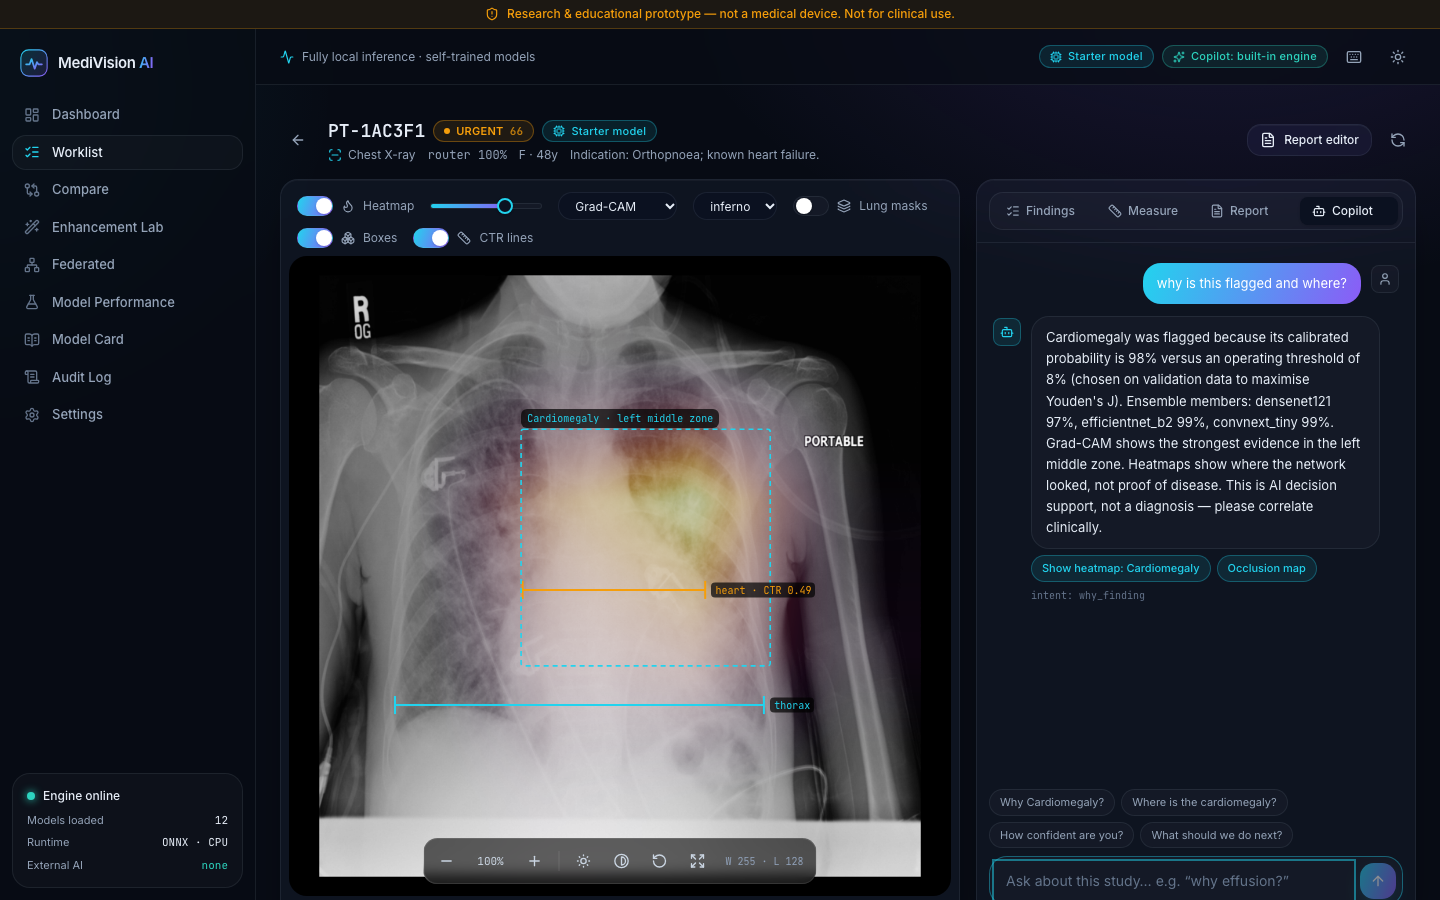 Research & educational prototype — not a medical device. Not for clinical use.
MediVision AI
Fully local inference · self-trained models
Starter model
Copilot: built-in engine
Dashboard
Worklist
Compare
Enhancement Lab
Federated
Model Performance
Model Card
Audit Log
Settings
Engine online
Models loaded 12
Runtime ONNX · CPU
External AI none
PT-1AC3F1 URGENT 66 Starter model
Chest X-ray router 100% F · 48y Indication: Orthopnoea; known heart failure.
Report editor
Heatmap Grad-CAM inferno Lung masks
Boxes CTR lines
R
OG
Cardiomegaly · left middle zone
PORTABLE
heart · CTR 0.49
thorax
100% W 255 · L 128
Findings Measure Report Copilot
why is this flagged and where?
Cardiomegaly was flagged because its calibrated
probability is 98% versus an operating threshold of
8% (chosen on validation data to maximise
Youden's J). Ensemble members: densenet121
97%, efficientnet_b2 99%, convnext_tiny 99%.
Grad-CAM shows the strongest evidence in the left
middle zone. Heatmaps show where the network
looked, not proof of disease. This is AI decision
support, not a diagnosis — please correlate
clinically.
Show heatmap: Cardiomegaly Occlusion map
intent: why_finding
Why Cardiomegaly? Where is the cardiomegaly?
How confident are you? What should we do next?
Ask about this study… e.g. “why effusion?”